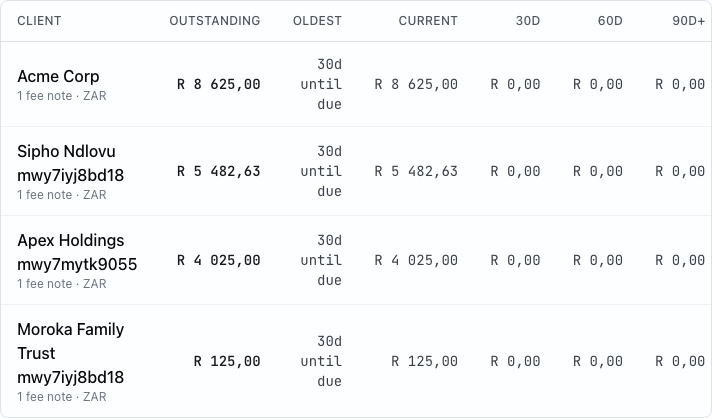 CLIENT OUTSTANDING OLDEST CURRENT 30D 60D 90D+
Acme Corp
1 fee note · ZAR
R 8 625,00
30d
until
due
R 8 625,00 R 0,00 R 0,00 R 0,00
Sipho Ndlovu
mwy7iyj8bd18
1 fee note · ZAR
R 5 482,63
30d
until
due
R 5 482,63 R 0,00 R 0,00 R 0,00
Apex Holdings
mwy7mytk9055
1 fee note · ZAR
R 4 025,00
30d
until
due
R 4 025,00 R 0,00 R 0,00 R 0,00
Moroka Family
Trust
mwy7iyj8bd18
1 fee note · ZAR
R 125,00
30d
until
due
R 125,00 R 0,00 R 0,00 R 0,00